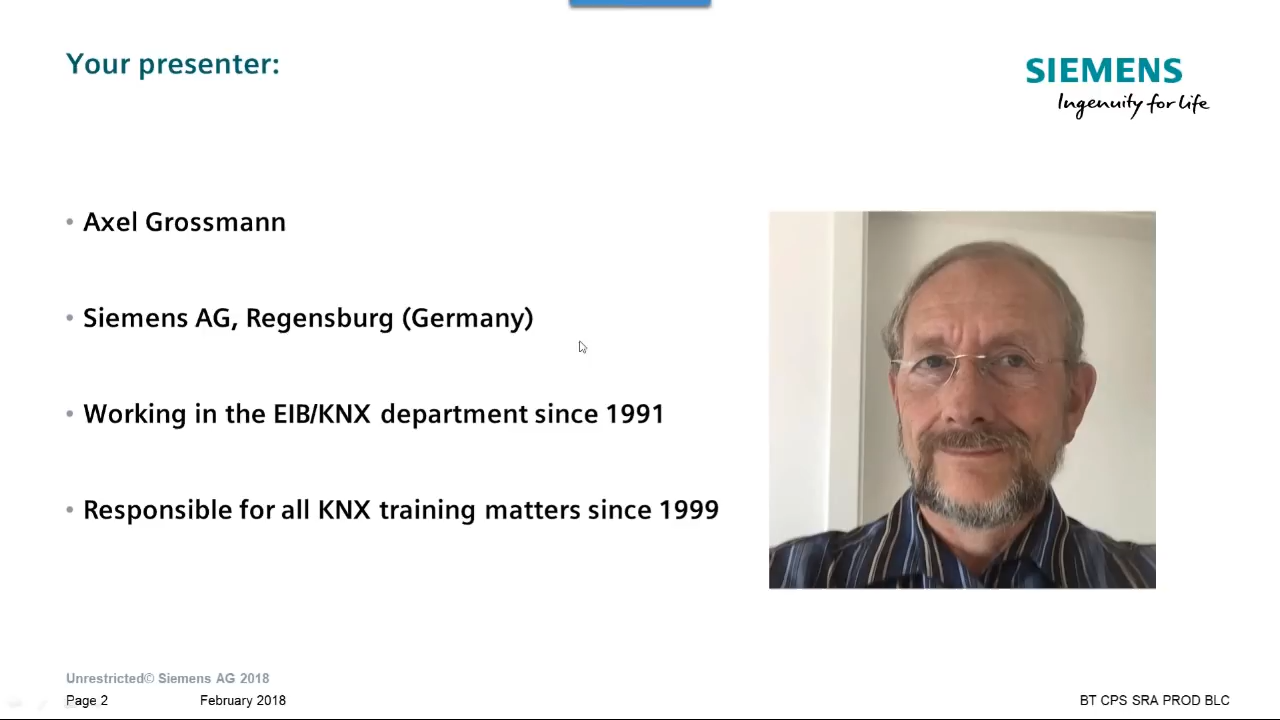 Your presenter:
SIEMENS
Ingenuity for life
• Axel Grossmann
• Siemens AG, Regensburg (Germany)
• Working in the EIB/KNX department since 1991
• Responsible for all KNX training matters since 1999
Unrestricted© Siemens AG 2018
Page 2 February 2018 BT CPS SRA PROD BLC